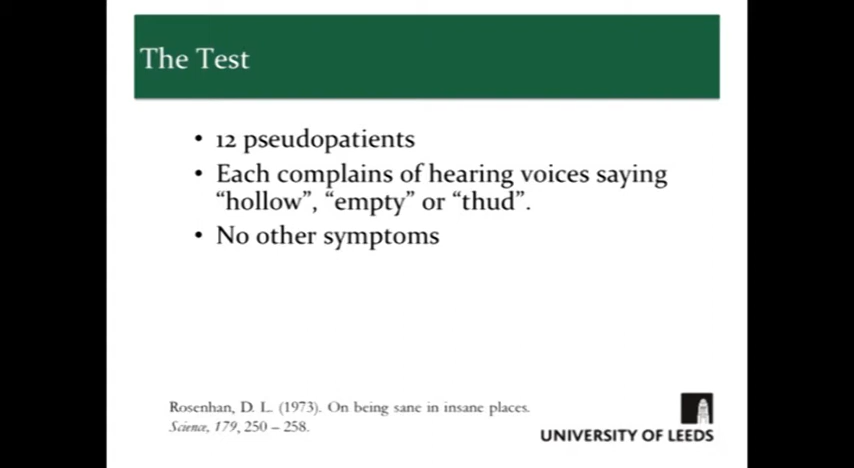 The Test
• 12 pseudopatients
• Each complains of hearing voices saying
“hollow”, “empty” or “thud”.
• No other symptoms
Rosenhan, D. L. (1973). On being sane in insane places.
Science, 179, 250 – 258.
UNIVERSITY OF LEEDS